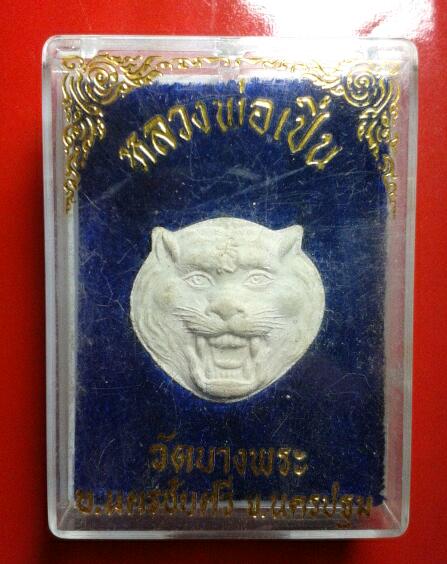 หลวงพ่อเปิ่น
วัดบางพระ
อ.นครชัยศรี จ.นครปฐม